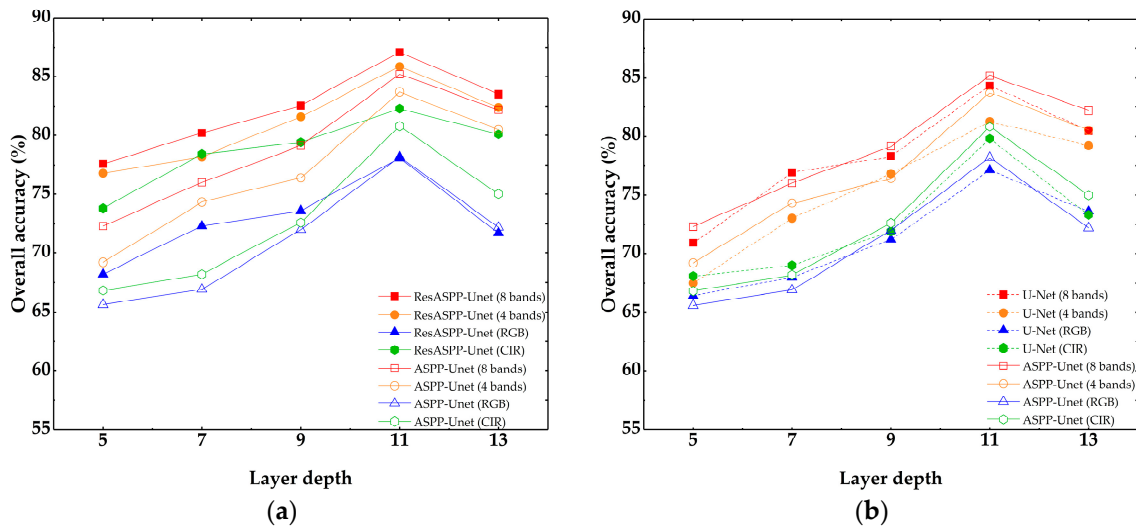 90
85
80
75
70
65
60
55
Overall accuracy (%)
ResASPP-Unet (8 bands)
ResASPP-Unet (4 bands)
ResASPP-Unet (RGB)
ResASPP-Unet (CIR)
ASPP-Unet (8 bands)
ASPP-Unet (4 bands)
ASPP-Unet (RGB)
ASPP-Unet (CIR)
5 7 9 11 13
Layer depth
(a)
90
85
80
75
70
65
60
55
Overall accuracy (%)
U-Net (8 bands)
U-Net (4 bands)
U-Net (RGB)
U-Net (CIR)
ASPP-Unet (8 bands)
ASPP-Unet (4 bands)
ASPP-Unet (RGB)
ASPP-Unet (CIR)
5 7 9 11 13
Layer depth
(b)